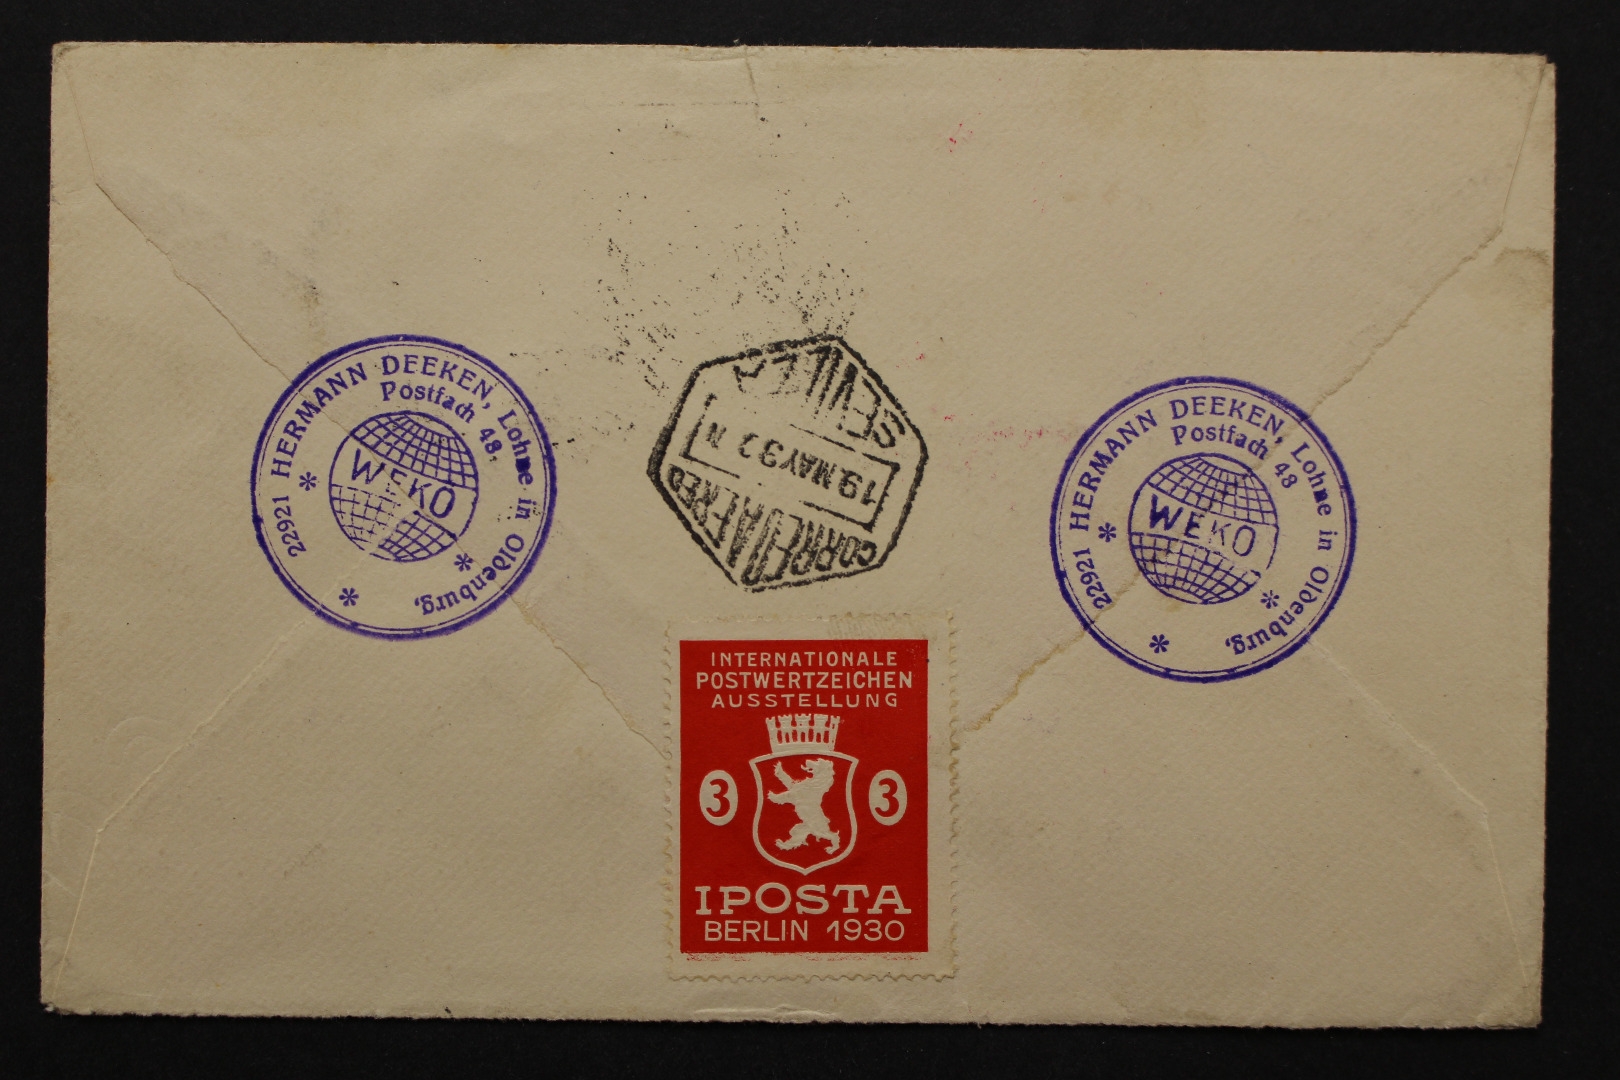 22921 HERMANN DEEKEN, Lohne in Oldenburg,
Postfach 48.
WEKO
SEVILLA
19 MAY 32
CORREO AEREO
22921 HERMANN DEEKEN, Lohne in Oldenburg,
Postfach 48
WEKO
INTERNATIONALE
POSTWERTZEICHEN
AUSSTELLUNG
3 3
IPOSTA
BERLIN 1930